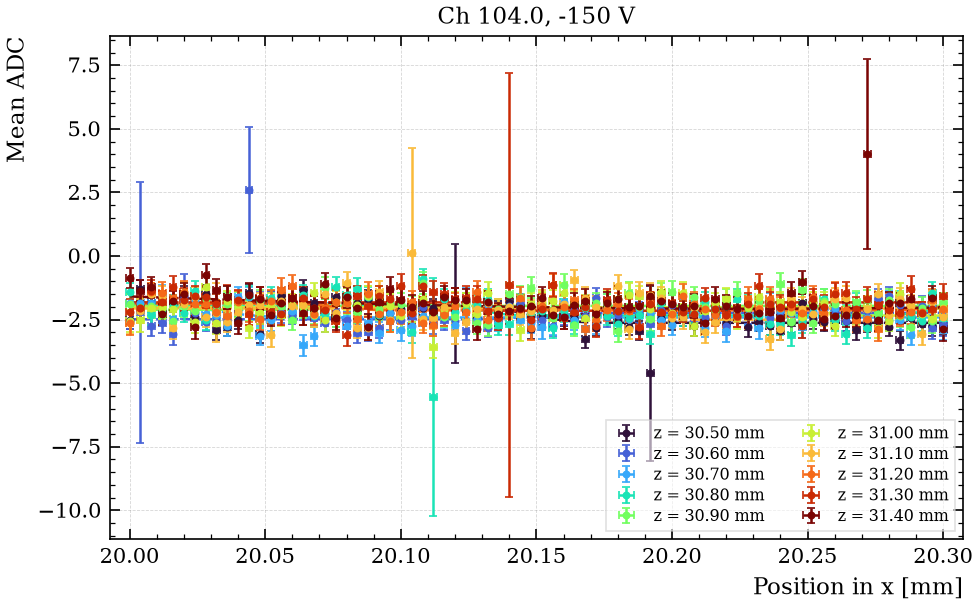 Ch 104.0, -150 V
Mean ADC
7.5
5.0
2.5
0.0
−2.5
−5.0
−7.5
−10.0
z = 30.50 mm
z = 30.60 mm
z = 30.70 mm
z = 30.80 mm
z = 30.90 mm
z = 31.00 mm
z = 31.10 mm
z = 31.20 mm
z = 31.30 mm
z = 31.40 mm
20.00 20.05 20.10 20.15 20.20 20.25 20.30
Position in x [mm]